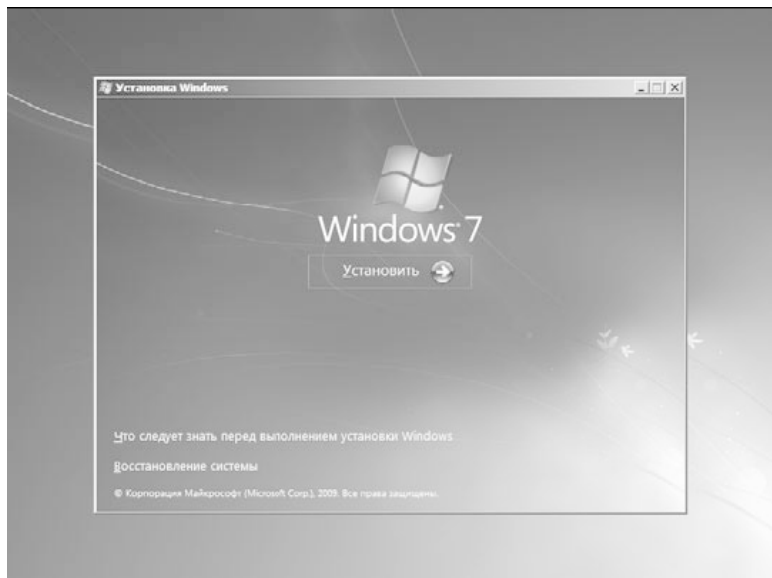 Установка Windows
Windows 7
Установить
Что следует знать перед выполнением установки Windows
Восстановление системы
© Корпорация Майкрософт (Microsoft Corp.), 2009. Все права защищены.